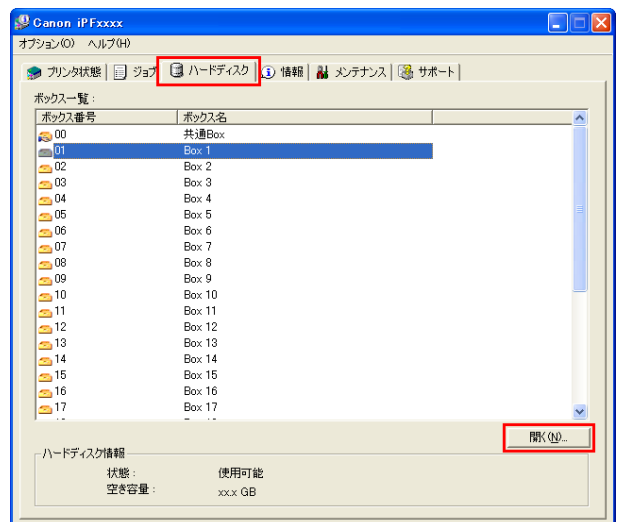 Canon iPFxxxx
オプション(O) ヘルプ(H)
プリンタ状態 ジョブ ハードディスク 情報 メンテナンス サポート
ボックス一覧 :
ボックス番号 ボックス名
00 共通Box
01 Box 1
02 Box 2
03 Box 3
04 Box 4
05 Box 5
06 Box 6
07 Box 7
08 Box 8
09 Box 9
10 Box 10
11 Box 11
12 Box 12
13 Box 13
14 Box 14
15 Box 15
16 Box 16
17 Box 17
開く(N)...
ハードディスク情報
状態 : 使用可能
空き容量 : xx.x GB